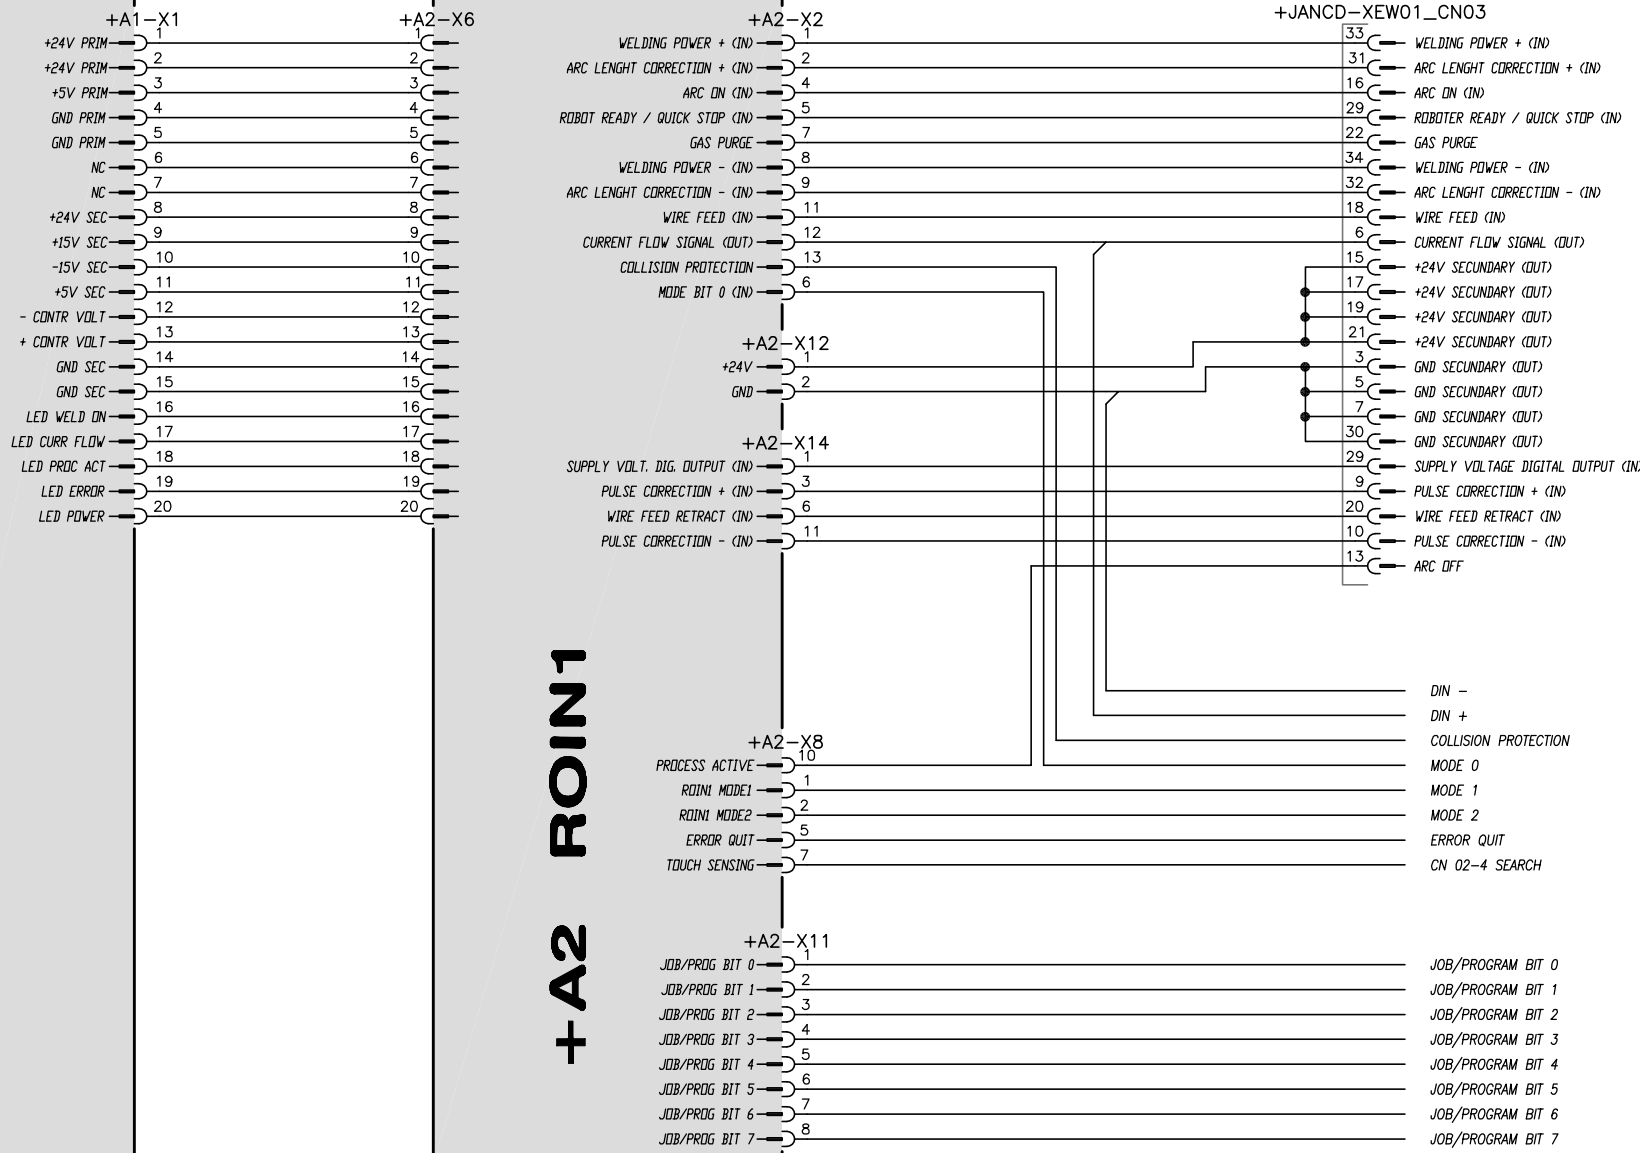 +A1-X1
+24V PRIM 1
+24V PRIM 2
+5V PRIM 3
GND PRIM 4
GND PRIM 5
NC 6
NC 7
+24V SEC 8
+15V SEC 9
-15V SEC 10
+5V SEC 11
- CONTR VOLT 12
+ CONTR VOLT 13
GND SEC 14
GND SEC 15
LED WELD ON 16
LED CURR FLOW 17
LED PROC ACT 18
LED ERROR 19
LED POWER 20
+A2-X6
1
2
3
4
5
6
7
8
9
10
11
12
13
14
15
16
17
18
19
20
+A2 ROIN1
+A2-X2
WELDING POWER + (IN) 1
ARC LENGHT CORRECTION + (IN) 2
ARC ON (IN) 4
ROBOT READY / QUICK STOP (IN) 5
GAS PURGE 7
WELDING POWER - (IN) 8
ARC LENGHT CORRECTION - (IN) 9
WIRE FEED (IN) 11
CURRENT FLOW SIGNAL (OUT) 12
COLLISION PROTECTION 13
MODE BIT 0 (IN) 6
+A2-X12
+24V 1
GND 2
+A2-X14
SUPPLY VOLT. DIG. OUTPUT (IN) 1
PULSE CORRECTION + (IN) 3
WIRE FEED RETRACT (IN) 6
PULSE CORRECTION - (IN) 11
+A2-X8
PROCESS ACTIVE 10
ROIN1 MODE1 1
ROIN1 MODE2 2
ERROR QUIT 5
TOUCH SENSING 7
+A2-X11
JOB/PROG BIT 0 1
JOB/PROG BIT 1 2
JOB/PROG BIT 2 3
JOB/PROG BIT 3 4
JOB/PROG BIT 4 5
JOB/PROG BIT 5 6
JOB/PROG BIT 6 7
JOB/PROG BIT 7 8
+JANCD-XEW01_CN03
33 WELDING POWER + (IN)
31 ARC LENGHT CORRECTION + (IN)
16 ARC ON (IN)
29 ROBOTER READY / QUICK STOP (IN)
22 GAS PURGE
34 WELDING POWER - (IN)
32 ARC LENGHT CORRECTION - (IN)
18 WIRE FEED (IN)
6 CURRENT FLOW SIGNAL (OUT)
15 +24V SECUNDARY (OUT)
17 +24V SECUNDARY (OUT)
19 +24V SECUNDARY (OUT)
21 +24V SECUNDARY (OUT)
3 GND SECUNDARY (OUT)
5 GND SECUNDARY (OUT)
7 GND SECUNDARY (OUT)
30 GND SECUNDARY (OUT)
29 SUPPLY VOLTAGE DIGITAL OUTPUT (IN)
9 PULSE CORRECTION + (IN)
20 WIRE FEED RETRACT (IN)
10 PULSE CORRECTION - (IN)
13 ARC OFF
DIN -
DIN +
COLLISION PROTECTION
MODE 0
MODE 1
MODE 2
ERROR QUIT
CN 02-4 SEARCH
JOB/PROGRAM BIT 0
JOB/PROGRAM BIT 1
JOB/PROGRAM BIT 2
JOB/PROGRAM BIT 3
JOB/PROGRAM BIT 4
JOB/PROGRAM BIT 5
JOB/PROGRAM BIT 6
JOB/PROGRAM BIT 7